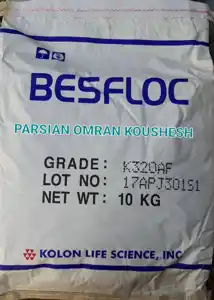 BESFLOC
PARSIAN OMRAN KOUSHESH
GRADE: K320AF
LOT NO: 17APJ30151
NET WT: 10 KG
KOLON LIFE SCIENCE, INC